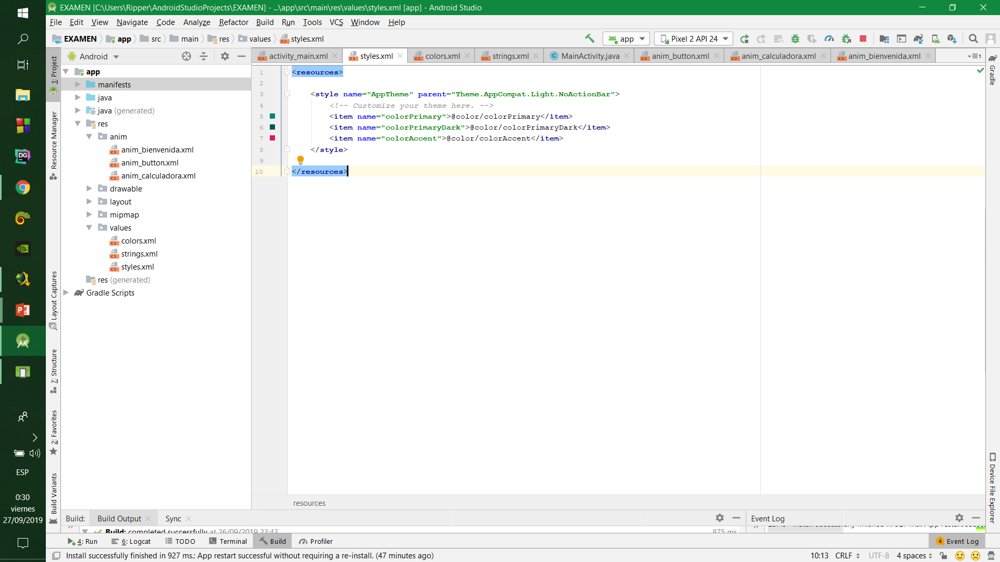 EXAMEN [C:\Users\Ripper\AndroidStudioProjects\EXAMEN] - ...\app\src\main\res\values\styles.xml [app] - Android Studio
File Edit View Navigate Code Analyze Refactor Build Run Tools VCS Window Help
EXAMEN app src main res values styles.xml
app Pixel 2 API 24
Android
activity_main.xml styles.xml colors.xml strings.xml MainActivity.java anim_button.xml anim_calculadora.xml anim_bienvenida.xml
1
1: Project
Resource Manager
Layout Captures
7: Structure
2: Favorites
Build Variants
app
manifests
java
java (generated)
res
anim
anim_bienvenida.xml
anim_button.xml
anim_calculadora.xml
drawable
layout
mipmap
values
colors.xml
strings.xml
styles.xml
res (generated)
Gradle Scripts
1 <resources>
2
3 <style name="AppTheme" parent="Theme.AppCompat.Light.NoActionBar">
4 <!-- Customize your theme here. -->
5 <item name="colorPrimary">@color/colorPrimary</item>
6 <item name="colorPrimaryDark">@color/colorPrimaryDark</item>
7 <item name="colorAccent">@color/colorAccent</item>
8 </style>
9
10 </resources>
resources
Gradle
Device File Explorer
Build: Build Output Sync
Event Log
Build: completed successfully at 26/09/2019 23:43
875 ms
4: Run 6: Logcat TODO Terminal Build Profiler
4 Event Log
Install successfully finished in 927 ms.: App restart successful without requiring a re-install. (47 minutes ago)
10:13 CRLF UTF-8 4 spaces
DG
ESP
0:30
viernes
27/09/2019